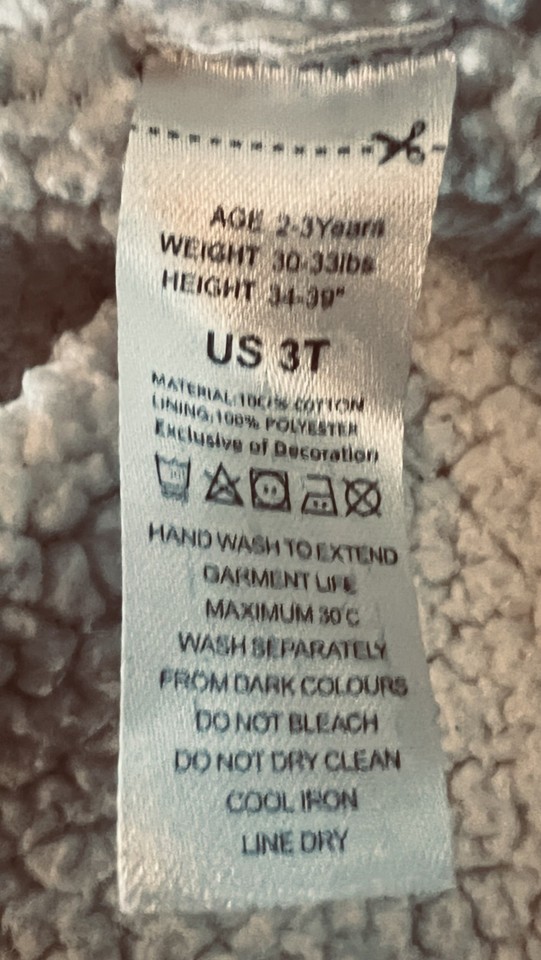 AGE 2-3Years
WEIGHT 30-33lbs
HEIGHT 34-39"
US 3T
MATERIAL:100% COTTON
LINING:100% POLYESTER
Exclusive of Decoration
HAND WASH TO EXTEND
GARMENT LIFE
MAXIMUM 30°C
WASH SEPARATELY
FROM DARK COLOURS
DO NOT BLEACH
DO NOT DRY CLEAN
COOL IRON
LINE DRY